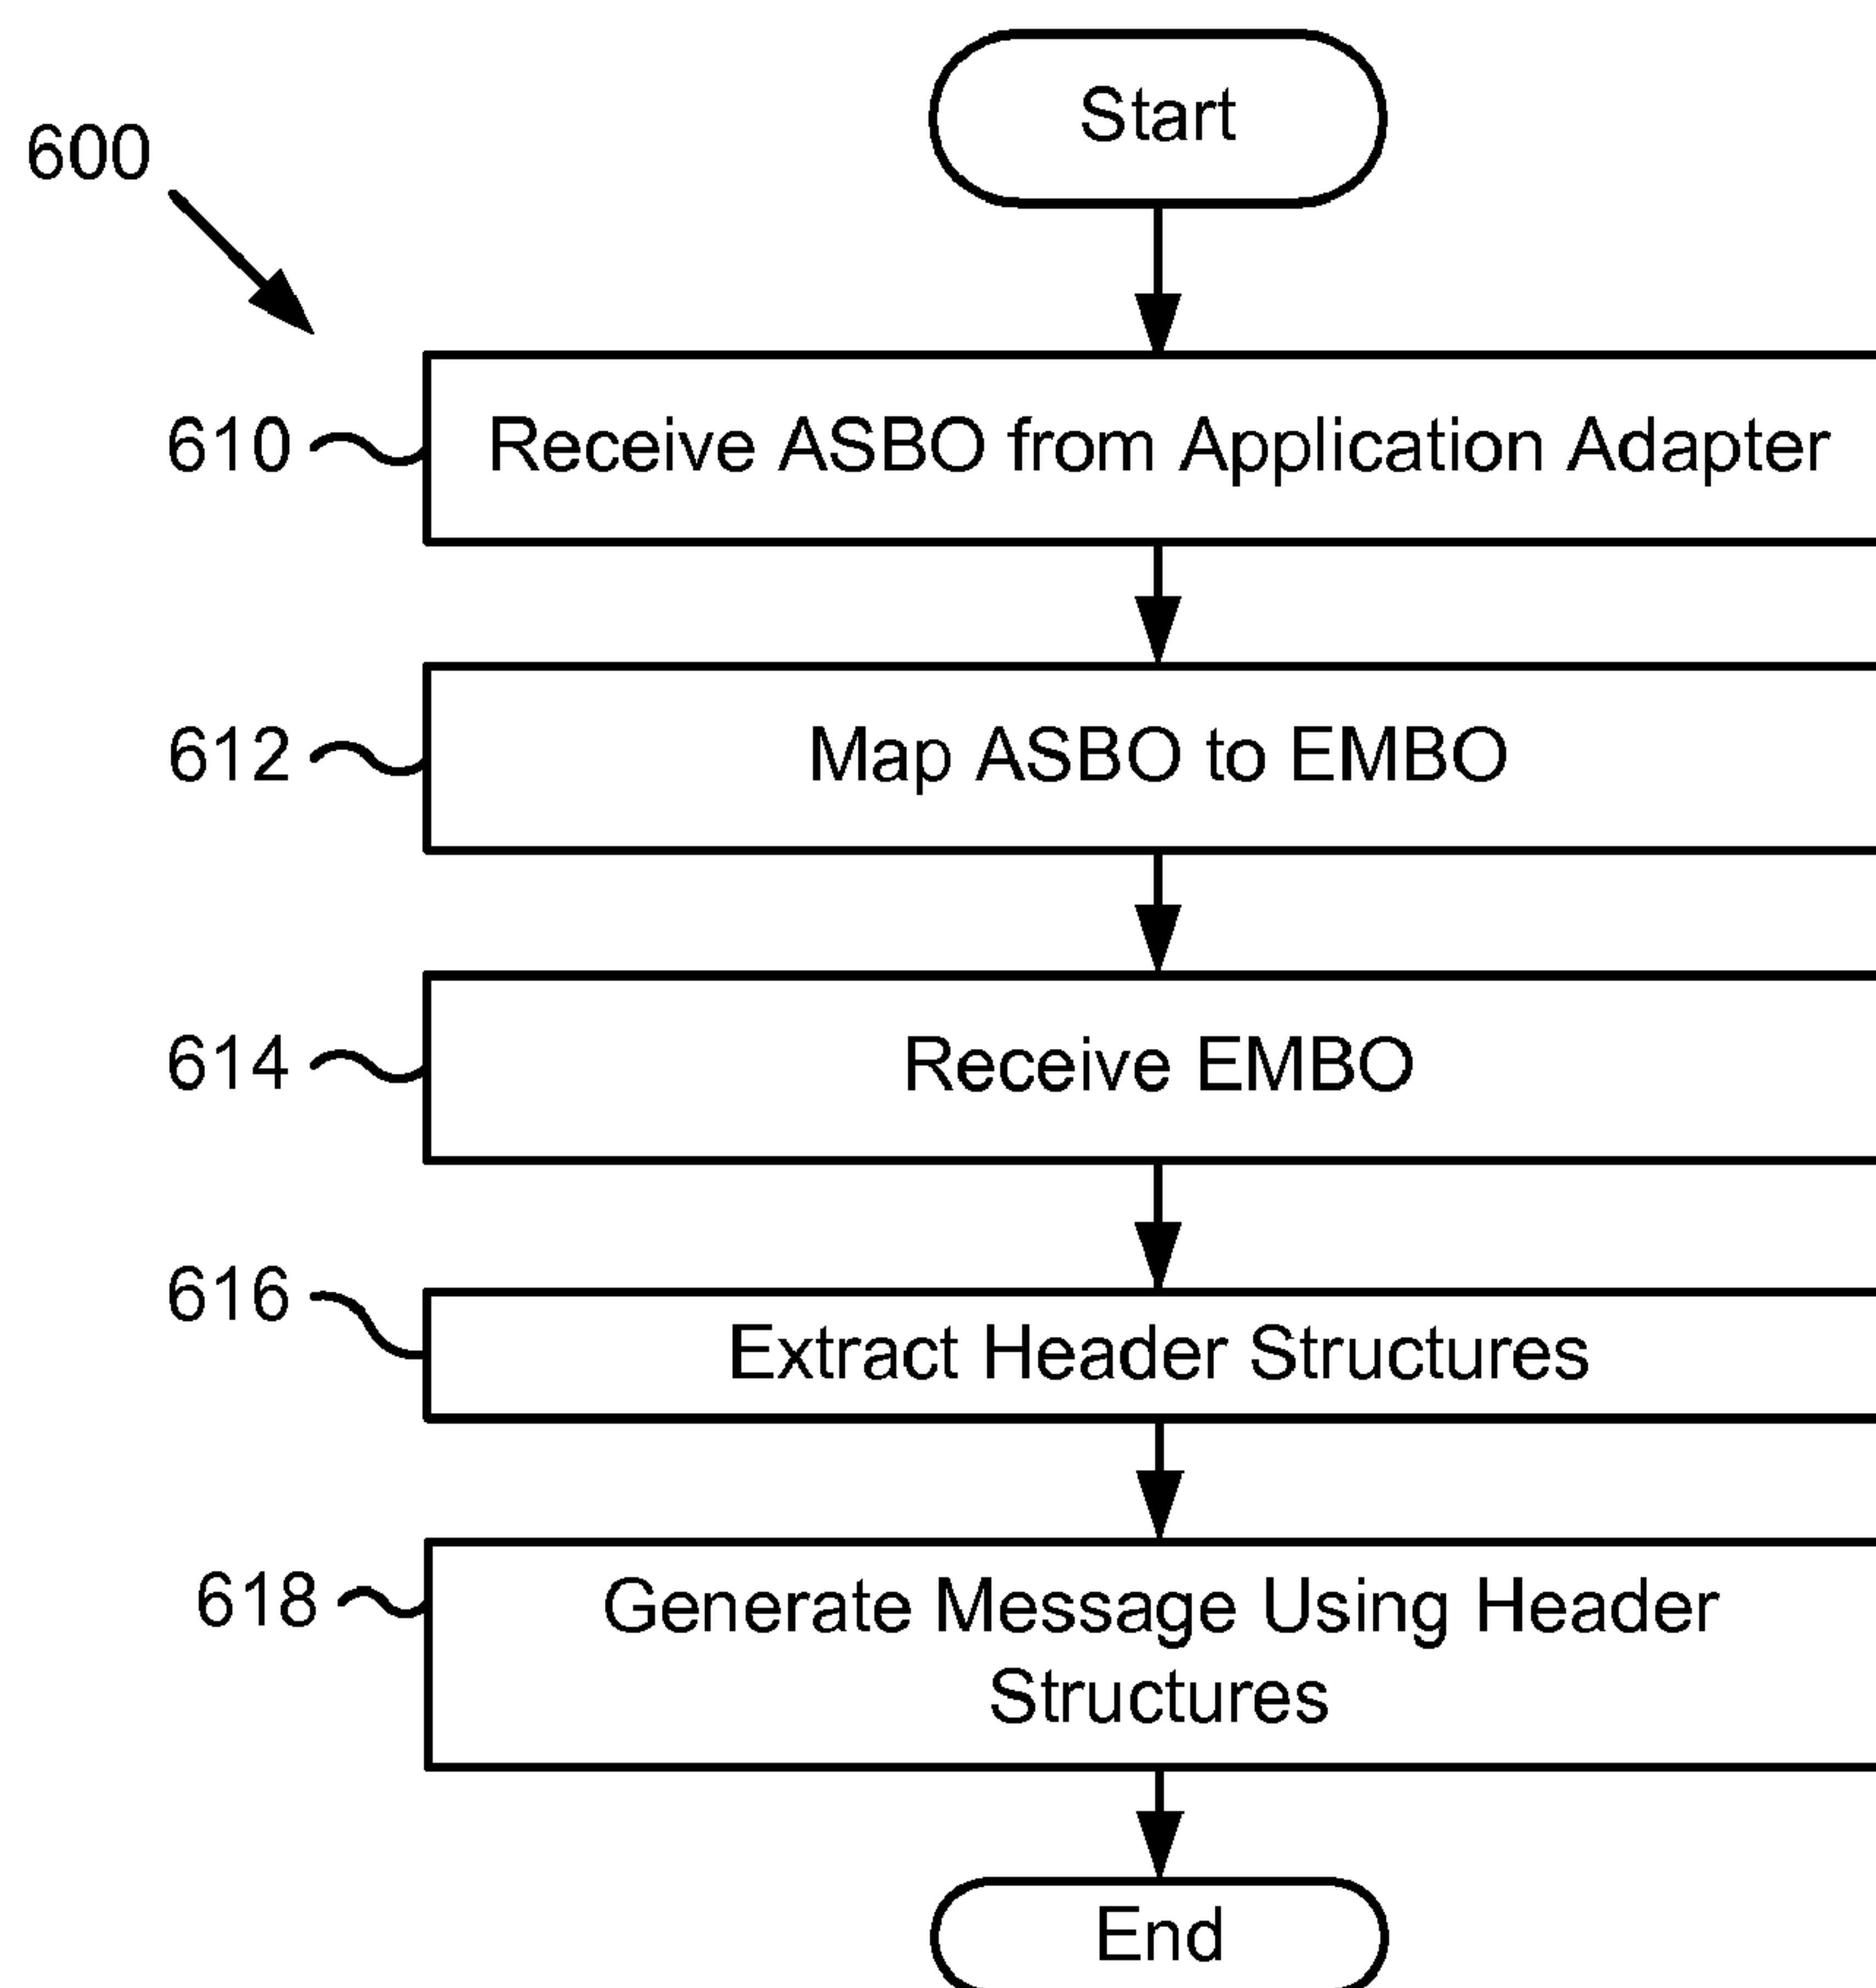 Start
600
610 Receive ASBO from Application Adapter
612 Map ASBO to EMBO
614 Receive EMBO
616 Extract Header Structures
618 Generate Message Using Header
Structures
End